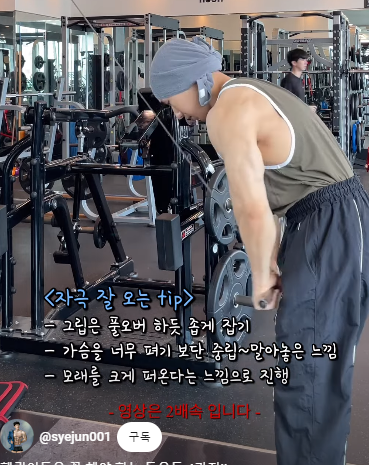 <자극 잘 오는 tip>
- 그립은 풀오버 하듯 좁게 잡기
- 가슴을 너무 펴기 보단 중립~말아놓은 느낌
- 모래를 크게 퍼온다는 느낌으로 진행
- 영상은 2배속 입니다 -
@syejun001 구독